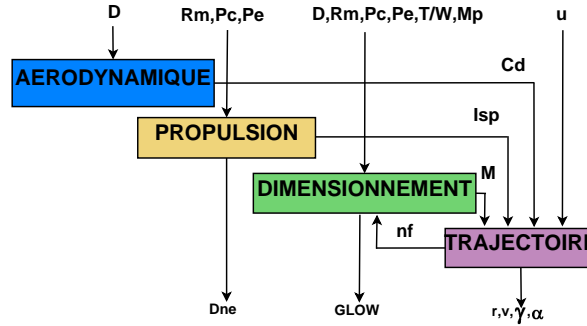 D
Rm,Pc,Pe
D,Rm,Pc,Pe,T/W,Mp
u
AERODYNAMIQUE
Cd
PROPULSION
Isp
DIMENSIONNEMENT
M
nf
TRAJECTOIRE
Dne
GLOW
r,v,γ,α